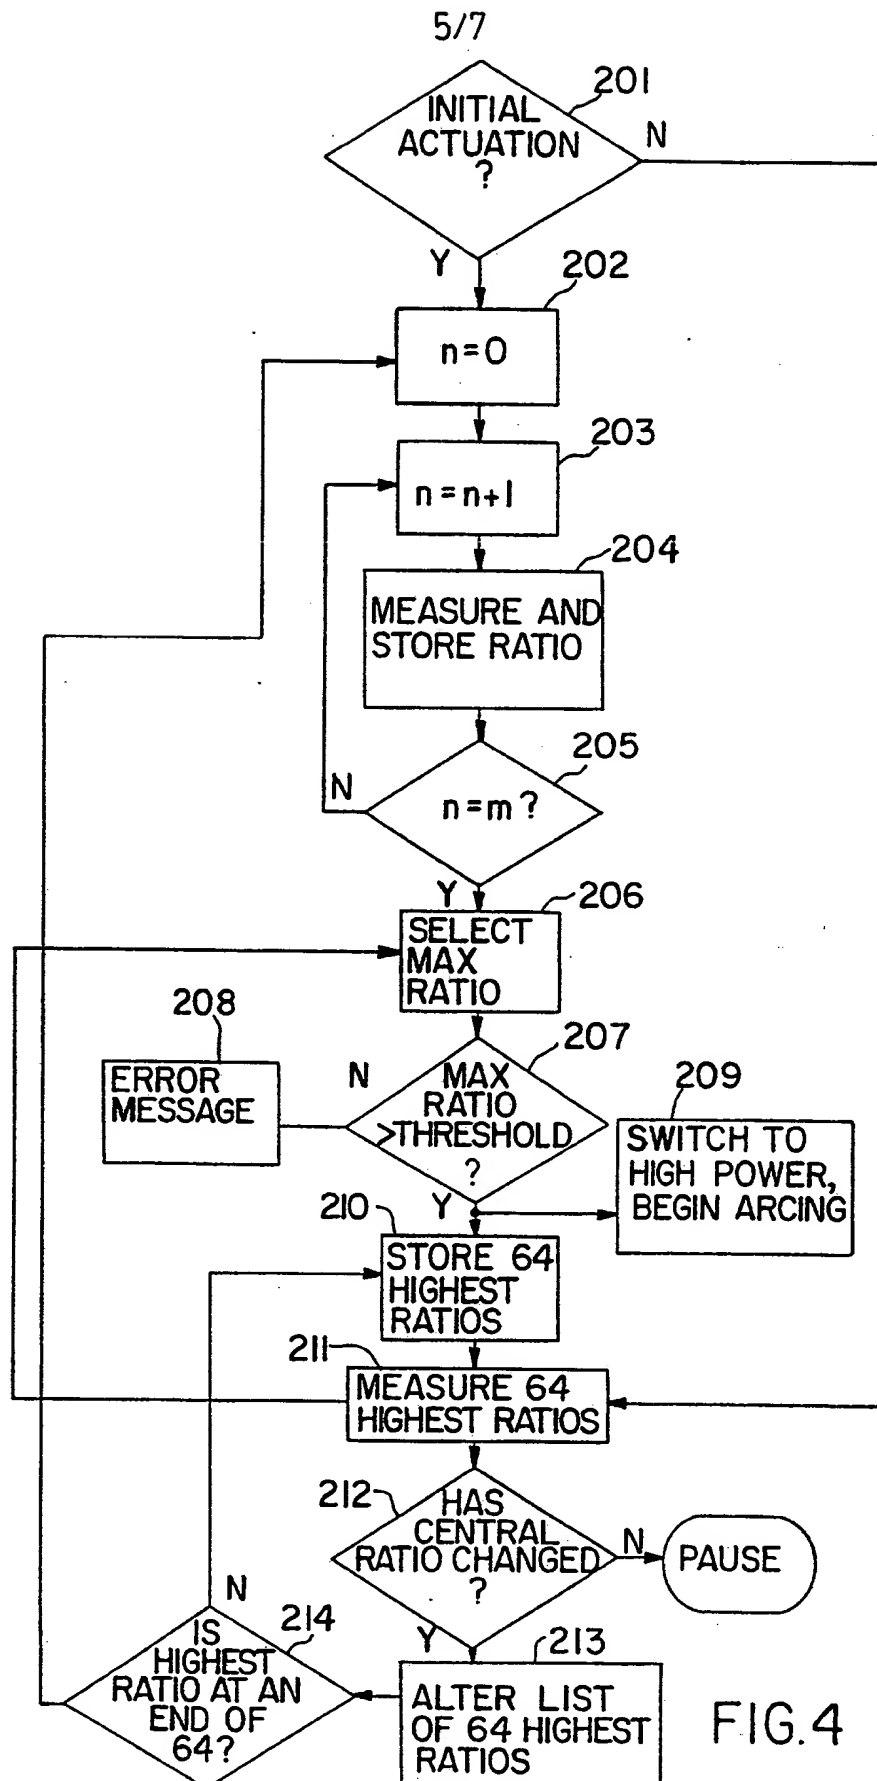 5/7
201
INITIAL
ACTUATION
?
N
Y
202
n=0
203
n=n+1
204
MEASURE AND
STORE RATIO
205
n=m?
N
Y
206
SELECT
MAX
RATIO
207
MAX
RATIO
>THRESHOLD
?
N
208
ERROR
MESSAGE
209
SWITCH TO
HIGH POWER,
BEGIN ARCING
Y
210
STORE 64
HIGHEST
RATIOS
211
MEASURE 64
HIGHEST RATIOS
212
HAS
CENTRAL
RATIO CHANGED
?
N
PAUSE
Y
213
ALTER LIST
OF 64 HIGHEST
RATIOS
N
214
IS
HIGHEST
RATIO AT AN
END OF
64?
FIG.4